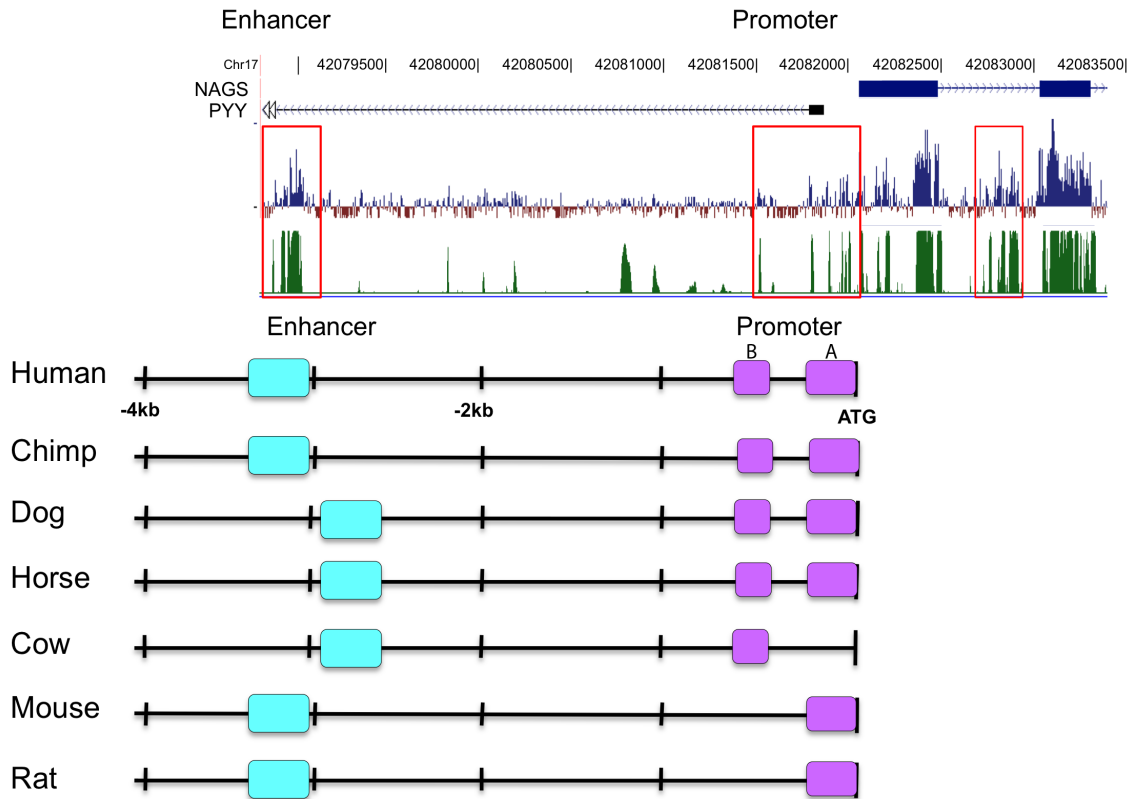 Enhancer Promoter
Chr17 | 42079500| 42080000| 42080500| 42081000| 42081500| 42082000| 42082500| 42083000| 42083500|
NAGS
PYY
Enhancer Promoter
B A
Human
-4kb -2kb ATG
Chimp
Dog
Horse
Cow
Mouse
Rat